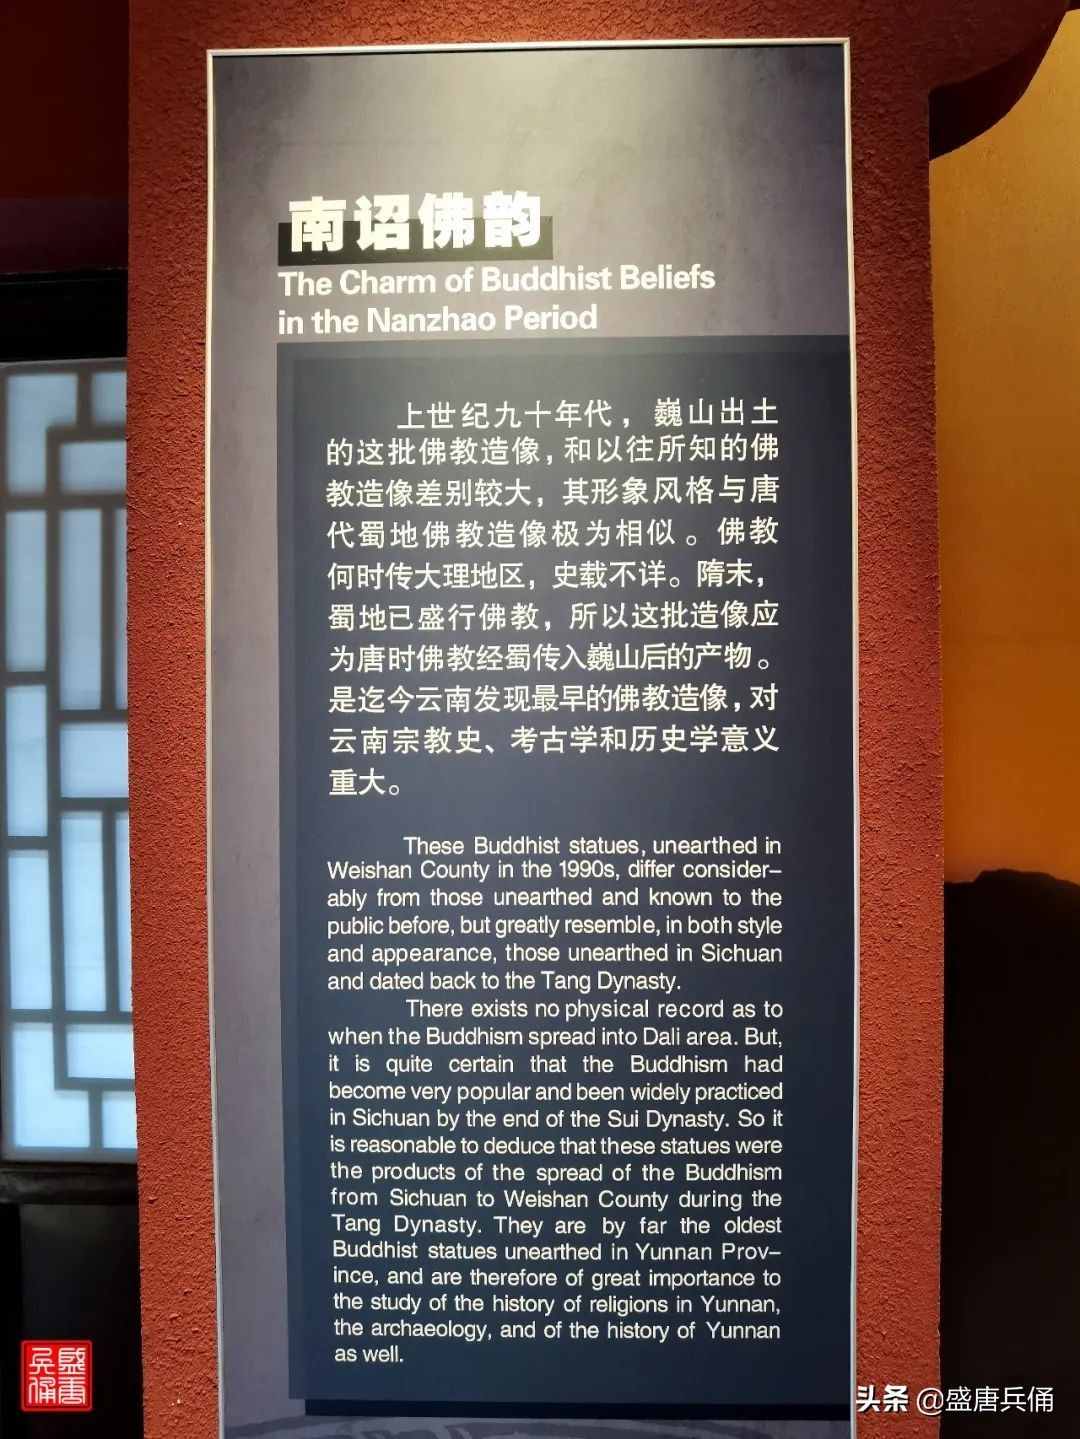 南诏佛韵
The Charm of Buddhist Beliefs
in the Nanzhao Period
上世纪九十年代，巍山出土
的这批佛教造像，和以往所知的佛
教造像差别较大，其形象风格与唐
代蜀地佛教造像极为相似。佛教
何时传大理地区，史载不详。隋末，
蜀地已盛行佛教，所以这批造像应
为唐时佛教经蜀传入巍山后的产物。
是迄今云南发现最早的佛教造像，对
云南宗教史、考古学和历史学意义
重大。
These Buddhist statues, unearthed in
Weishan County in the 1990s, differ consider–
ably from those unearthed and known to the
public before, but greatly resemble, in both style
and appearance, those unearthed in Sichuan
and dated back to the Tang Dynasty.
There exists no physical record as to
when the Buddhism spread into Dali area. But,
it is quite certain that the Buddhism had
become very popular and been widely practiced
in Sichuan by the end of the Sui Dynasty. So it
is reasonable to deduce that these statues were
the products of the spread of the Buddhism
from Sichuan to Weishan County during the
Tang Dynasty. They are by far the oldest
Buddhist statues unearthed in Yunnan Prov–
ince, and are therefore of great importance to
the study of the history of religions in Yunnan,
the archaeology, and of the history of Yunnan
as well.
盛唐兵俑
头条 @盛唐兵俑